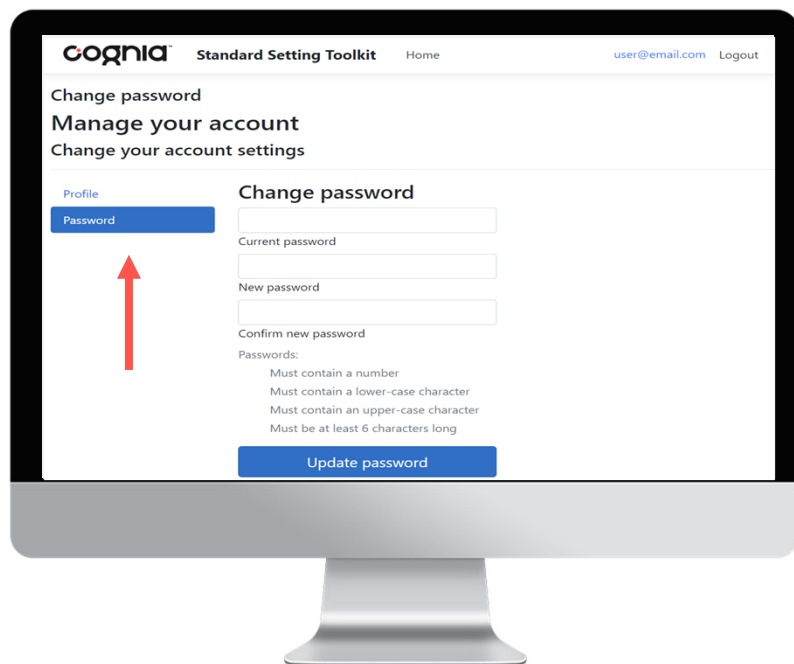 cognia™ Standard Setting Toolkit Home user@email.com Logout
Change password
Manage your account
Change your account settings
Profile
Password
Change password
Current password
New password
Confirm new password
Passwords:
Must contain a number
Must contain a lower-case character
Must contain an upper-case character
Must be at least 6 characters long
Update password